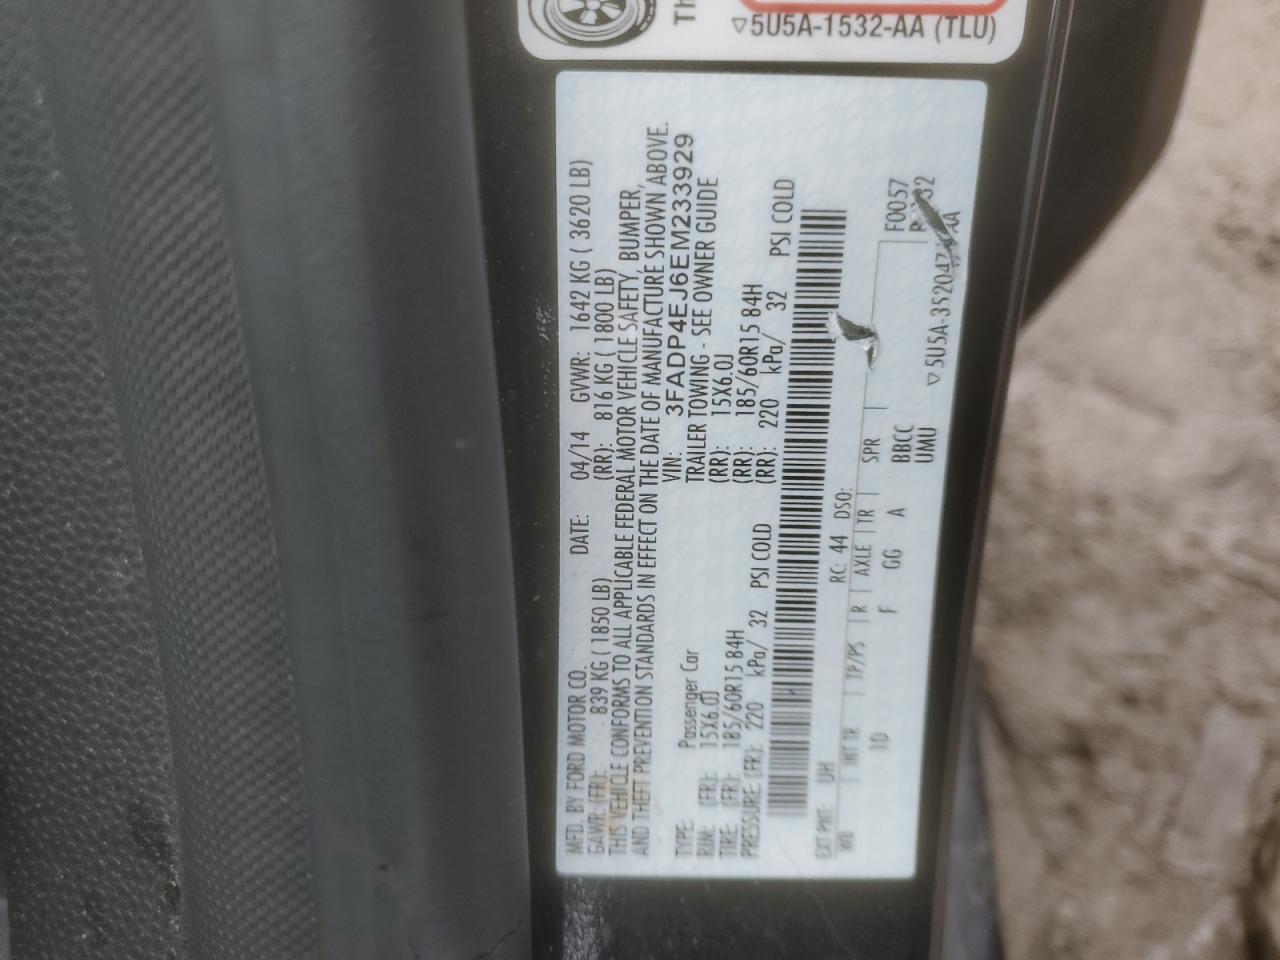 Th
▽5U5A-1532-AA (TLU)
MFD. BY FORD MOTOR CO. DATE: 04/14 GVWR: 1642 KG ( 3620 LB)
GAWR: (FR): 839 KG ( 1850 LB) (RR): 816 KG ( 1800 LB)
THIS VEHICLE CONFORMS TO ALL APPLICABLE FEDERAL MOTOR VEHICLE SAFETY, BUMPER,
AND THEFT PREVENTION STANDARDS IN EFFECT ON THE DATE OF MANUFACTURE SHOWN ABOVE.
VIN: 3FADP4EJ6EM233929
TYPE: Passenger Car TRAILER TOWING - SEE OWNER GUIDE
RIM: (FR): 15X6.0J (RR): 15X6.0J
TIRE: (FR): 185/60R15 84H (RR): 185/60R15 84H
PRESSURE: (FR): 220 kPa/ 32 PSI COLD (RR): 220 kPa/ 32 PSI COLD
EXT PNT: UH RC: 44 DSO:
WB INT TR TP/PS R AXLE TR SPR F0057
1D F GG A BBCC
UMU
▽5U5A-35204
AA